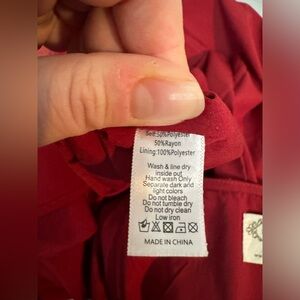 Self:50%Polyester
50%Rayon
Lining:100%Polyester
Wash & line dry
inside out
Hand wash Only
Separate dark and
light colors
Do not bleach
Do not tumble dry
Do not dry clean
Low iron
MADE IN CHINA